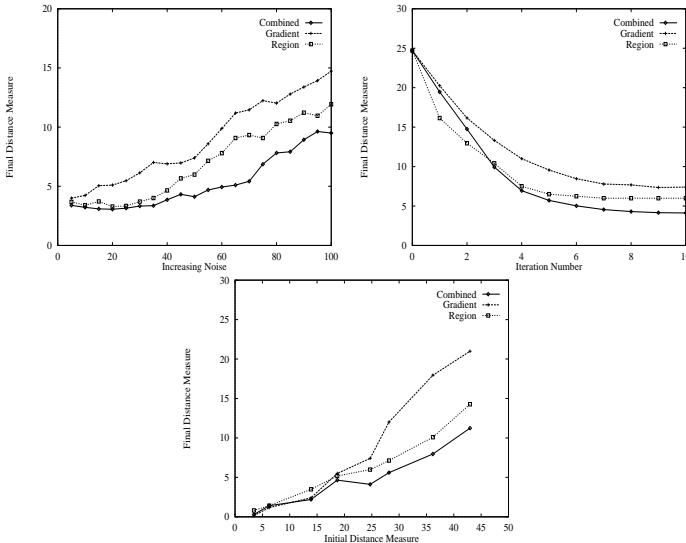 20
15
10
5
0
0
20
40
60
80
100
Final Distance Measure
Increasing Noise
Combined
Gradient
Region
30
25
20
15
10
5
0
0
2
4
6
8
10
Final Distance Measure
Iteration Number
Combined
Gradient
Region
30
25
20
15
10
5
0
0
5
10
15
20
25
30
35
40
45
50
Final Distance Measure
Initial Distance Measure
Combined
Gradient
Region